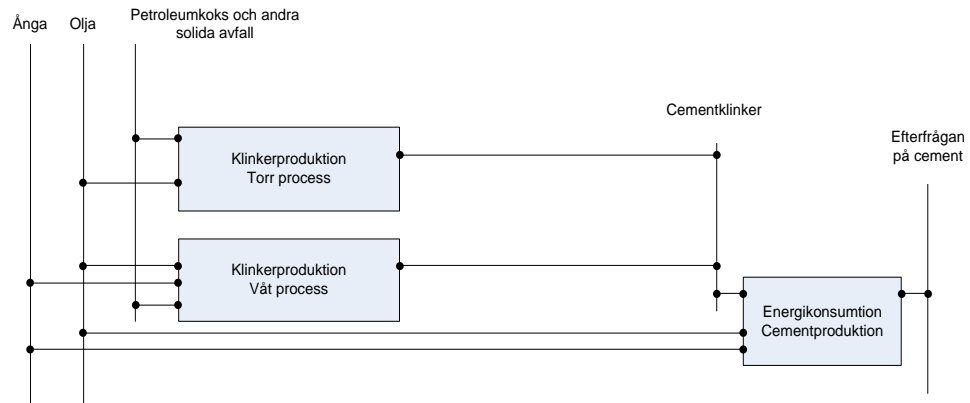 Ånga
Olja
Petroleumkoks och andra
solida avfall
Cementklinker
Efterfrågan
på cement
Klinkerproduktion
Torr process
Klinkerproduktion
Våt process
Energikonsumtion
Cementproduktion